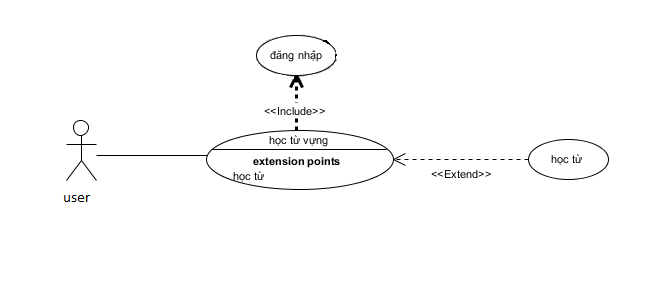 đăng nhập
<<Include>>
học từ vựng
extension points
học từ
học từ
<<Extend>>
user